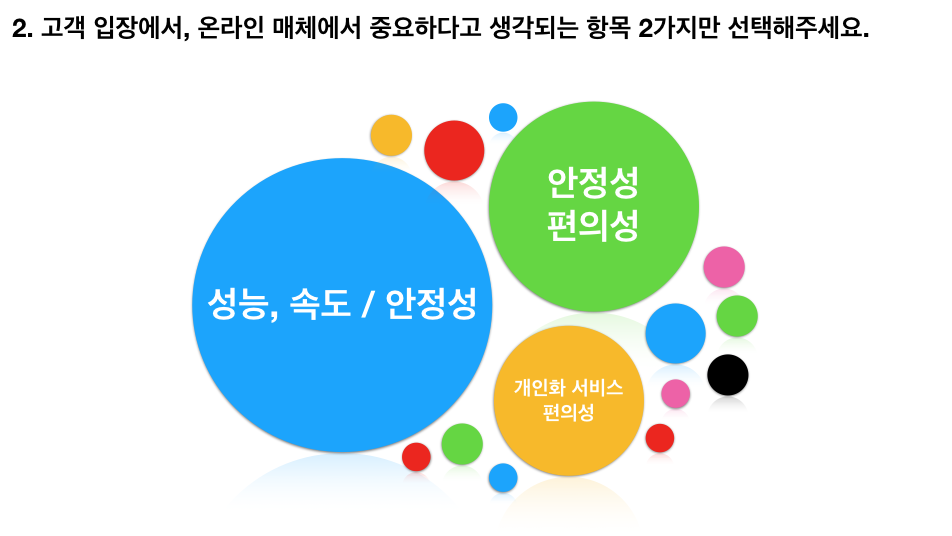 2. 고객 입장에서, 온라인 매체에서 중요하다고 생각되는 항목 2가지만 선택해주세요.
안정성
편의성
성능, 속도 / 안정성
개인화 서비스
편의성